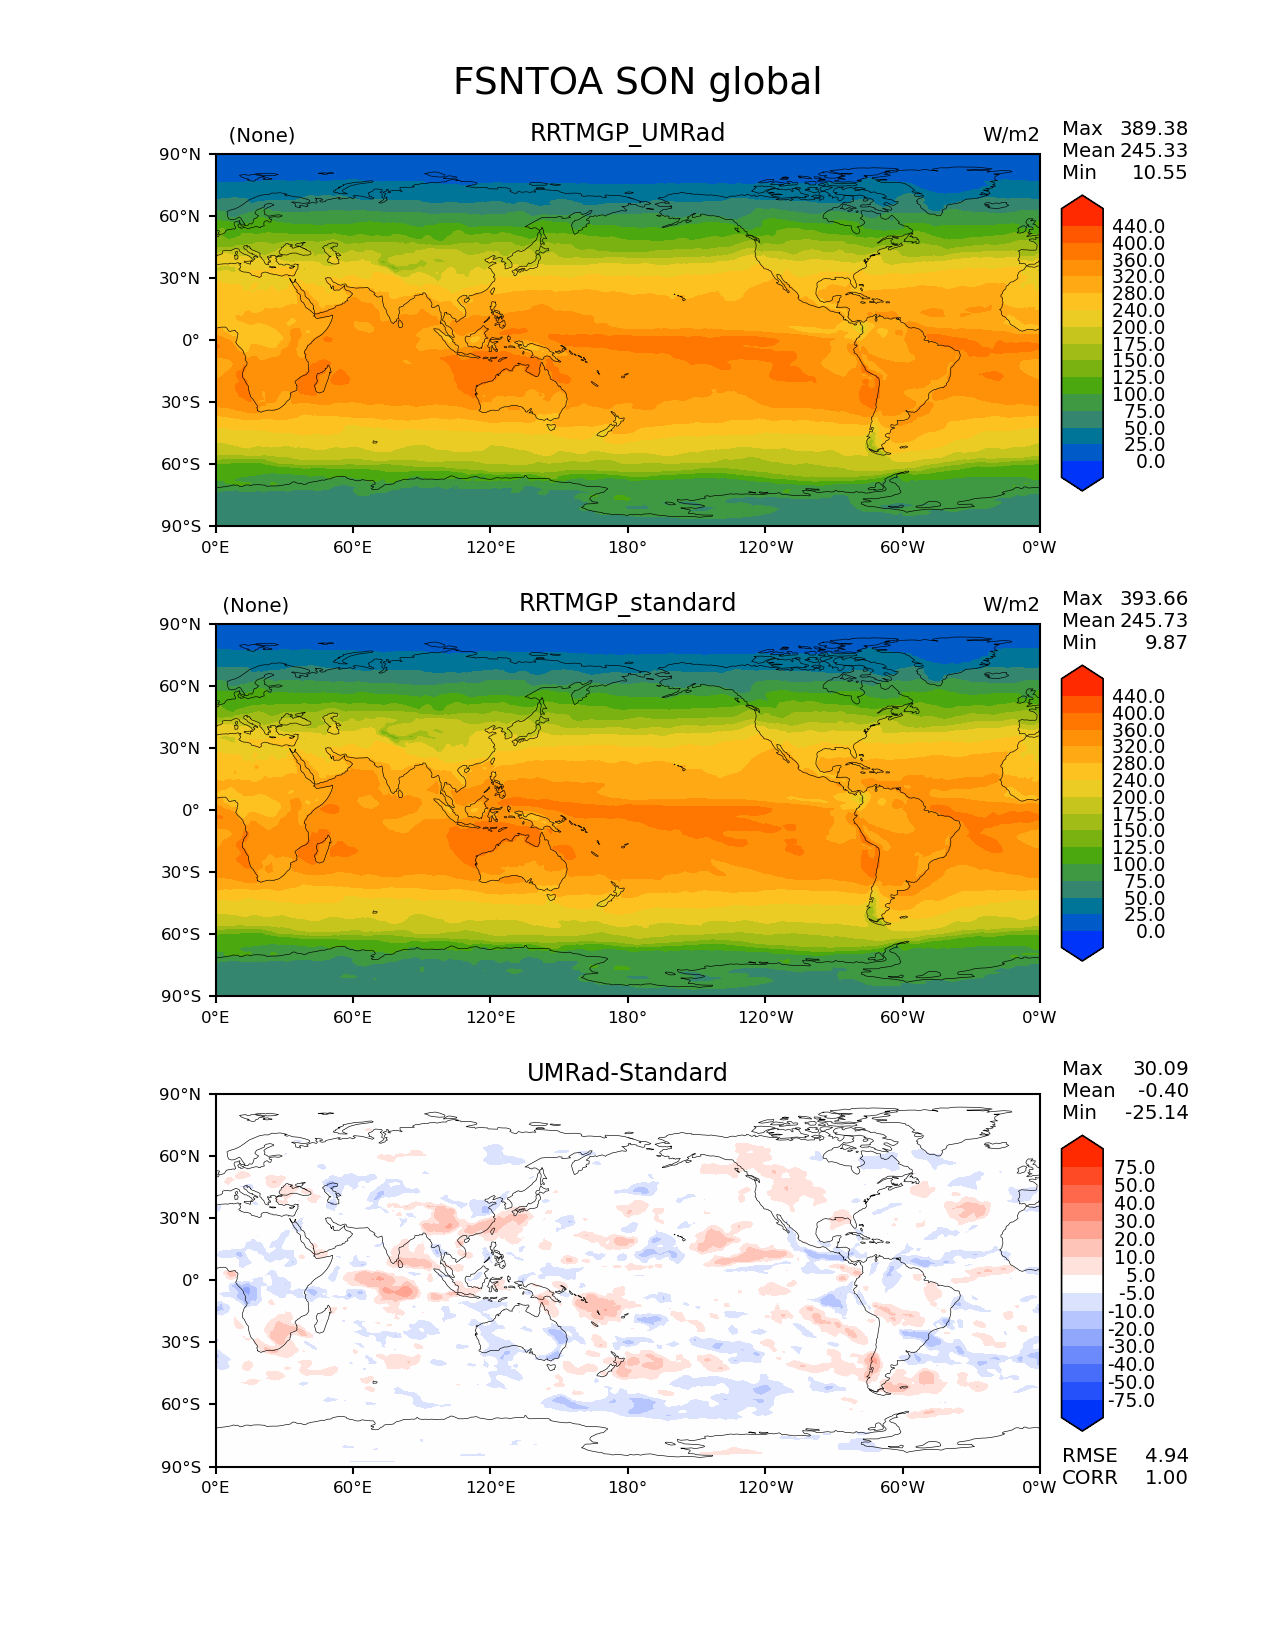 FSNTOA SON global
(None) RRTMGP_UMRad W/m2
Max 389.38
Mean 245.33
Min 10.55
90°N
60°N
30°N
0°
30°S
60°S
90°S
0°E 60°E 120°E 180° 120°W 60°W 0°W
440.0
400.0
360.0
320.0
280.0
240.0
200.0
175.0
150.0
125.0
100.0
75.0
50.0
25.0
0.0
(None) RRTMGP_standard W/m2
Max 393.66
Mean 245.73
Min 9.87
90°N
60°N
30°N
0°
30°S
60°S
90°S
0°E 60°E 120°E 180° 120°W 60°W 0°W
440.0
400.0
360.0
320.0
280.0
240.0
200.0
175.0
150.0
125.0
100.0
75.0
50.0
25.0
0.0
UMRad-Standard
Max 30.09
Mean -0.40
Min -25.14
90°N
60°N
30°N
0°
30°S
60°S
90°S
0°E 60°E 120°E 180° 120°W 60°W 0°W
75.0
50.0
40.0
30.0
20.0
10.0
5.0
-5.0
-10.0
-20.0
-30.0
-40.0
-50.0
-75.0
RMSE 4.94
CORR 1.00